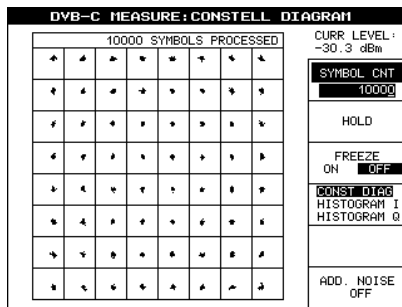 DVB-C MEASURE:CONSTELL DIAGRAM
10000 SYMBOLS PROCESSED
CURR LEVEL:
-30.3 dBm
SYMBOL CNT
10000
HOLD
FREEZE
ON OFF
CONST DIAG
HISTOGRAM I
HISTOGRAM Q
ADD. NOISE
OFF